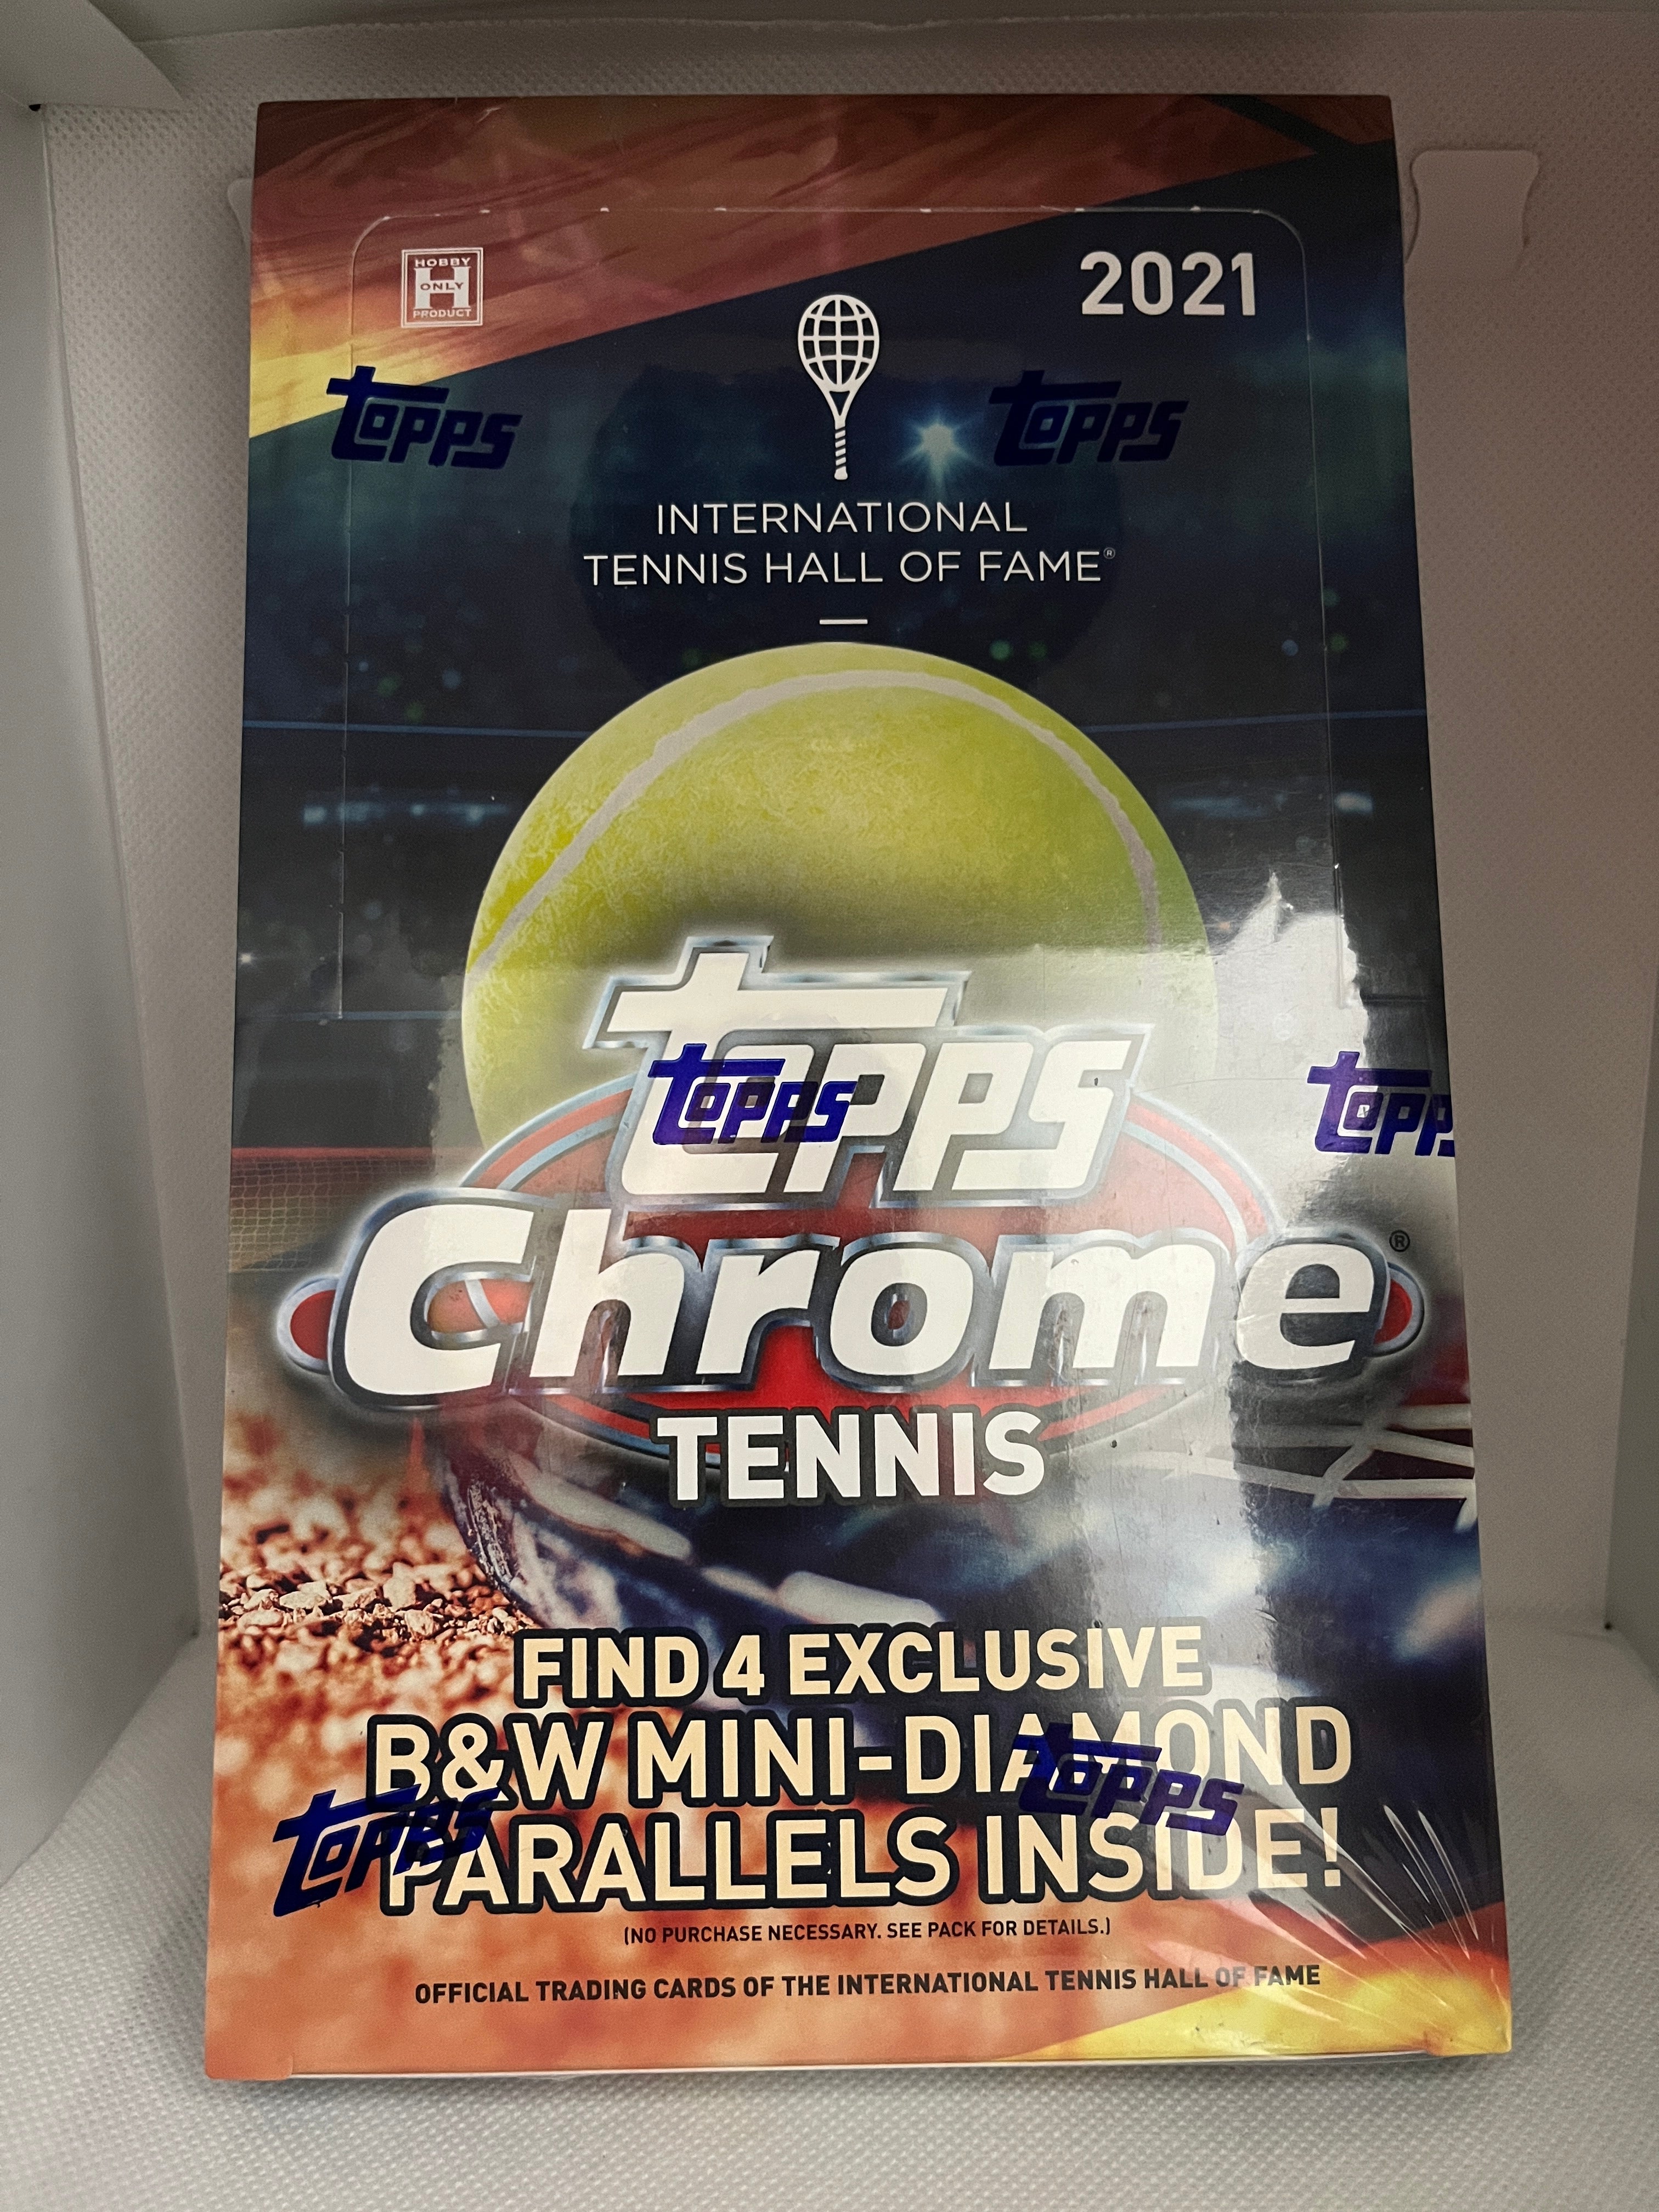 HOBBY
ONLY
H
PRODUCT
2021
Topps
Topps
INTERNATIONAL
TENNIS HALL OF FAME®
Topps
Topps
Topps
Chrome®
TENNIS
FIND 4 EXCLUSIVE
B&W MINI-DIAMOND
Topps
Topps
PARALLELS INSIDE!
(NO PURCHASE NECESSARY. SEE PACK FOR DETAILS.)
OFFICIAL TRADING CARDS OF THE INTERNATIONAL TENNIS HALL OF FAME